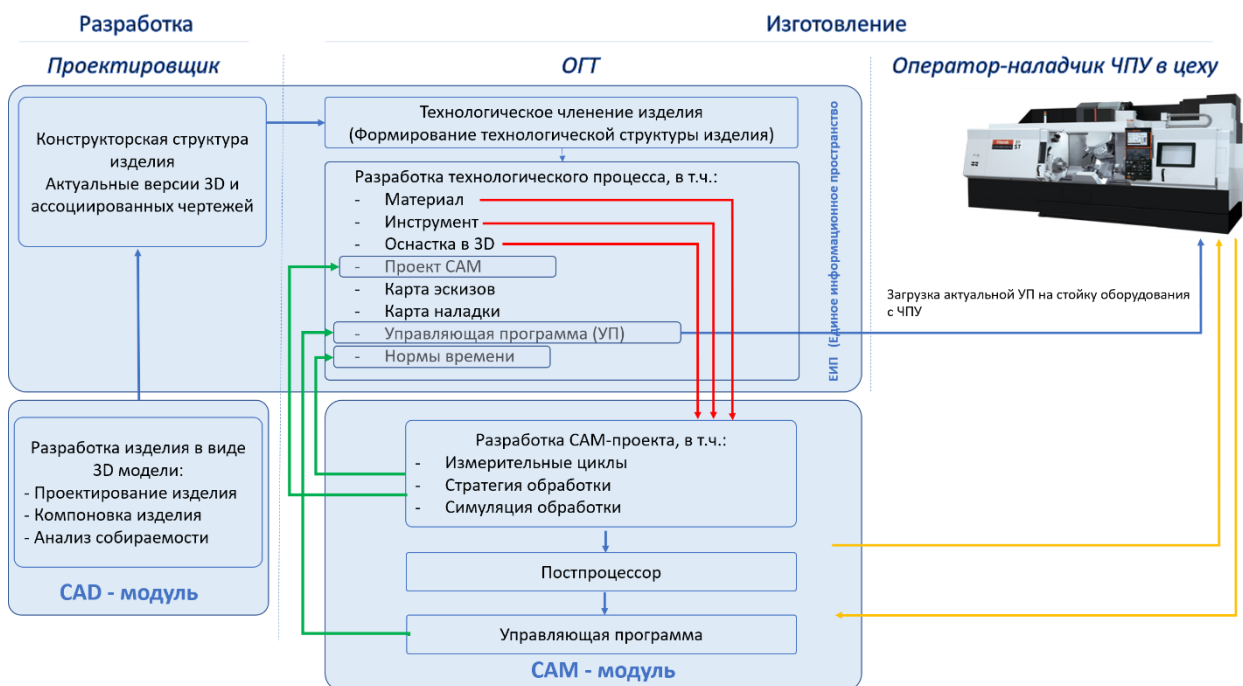 Разработка
Изготовление
Проектировщик
ОГТ
Оператор-наладчик ЧПУ в цеху
Конструкторская структура
изделия
Актуальные версии 3D и
ассоциированных чертежей
Технологическое членение изделия
(Формирование технологической структуры изделия)
Разработка технологического процесса, в т.ч.:
- Материал
- Инструмент
- Оснастка в 3D
- Проект САМ
- Карта эскизов
- Карта наладки
- Управляющая программа (УП)
- Нормы времени
ЕИП (Единое информационное пространство)
Загрузка актуальной УП на стойку оборудования
с ЧПУ
Разработка изделия в виде
3D модели:
- Проектирование изделия
- Компоновка изделия
- Анализ собираемости
CAD - модуль
Разработка САМ-проекта, в т.ч.:
- Измерительные циклы
- Стратегия обработки
- Симуляция обработки
Постпроцессор
Управляющая программа
САМ - модуль